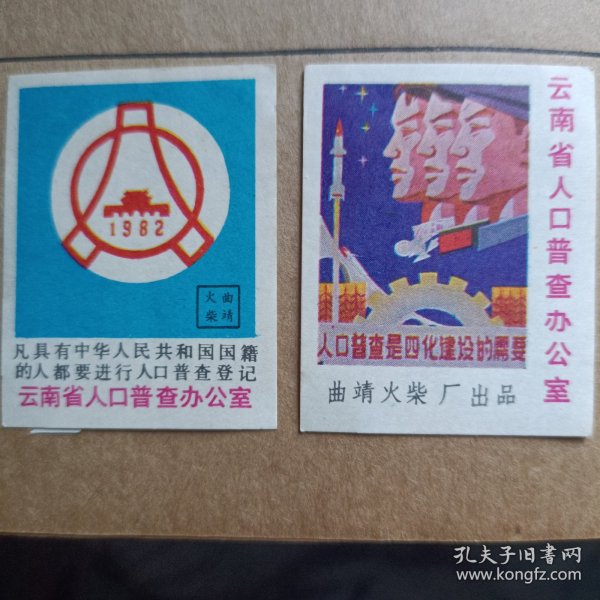 1982
曲靖
火柴
凡具有中华人民共和国国籍
的人都要进行人口普查登记
云南省人口普查办公室
云南省人口普查办公室
人口普查是四化建设的需要
曲靖火柴厂出品
孔夫子旧书网
www.kongfz.com